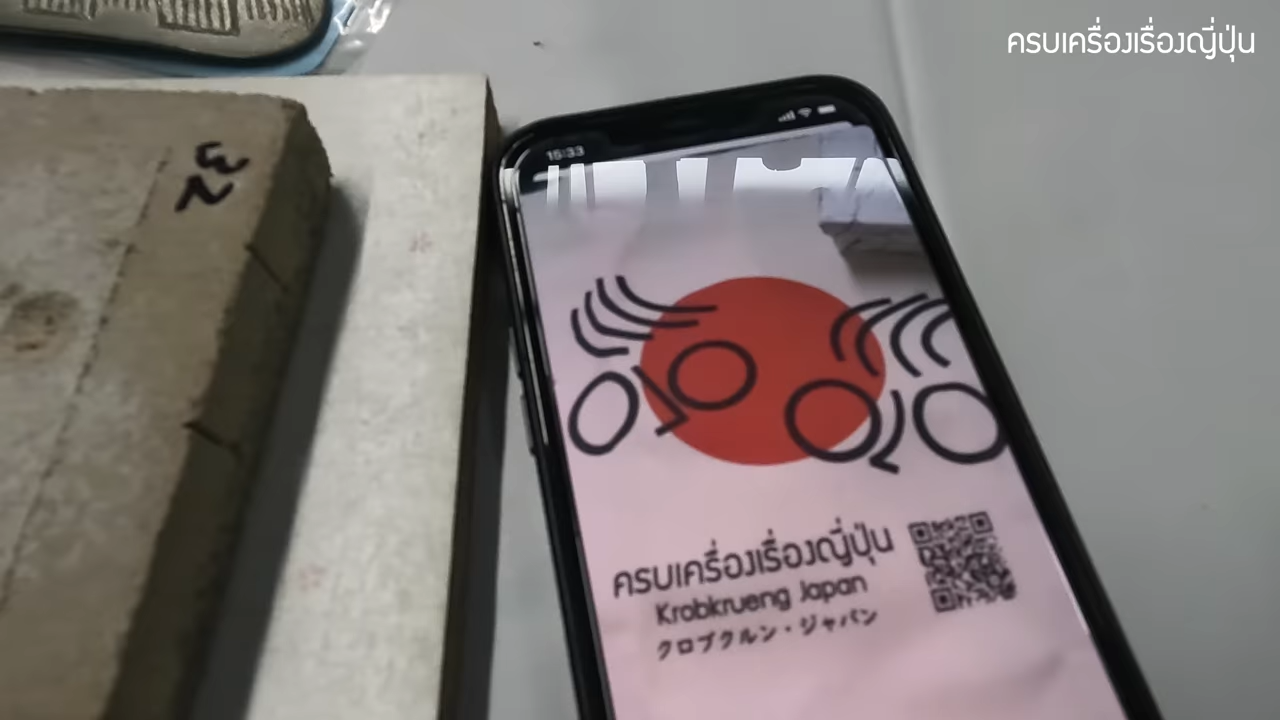 ครบเครื่องเรื่องญี่ปุ่น
15:33
ครบเครื่องเรื่องญี่ปุ่น
Krobkrueng Japan
クロブクルン・ジャパン